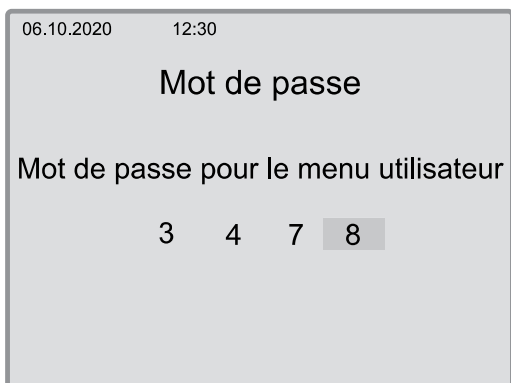 06.10.2020 12:30
Mot de passe
Mot de passe pour le menu utilisateur
3 4 7 8